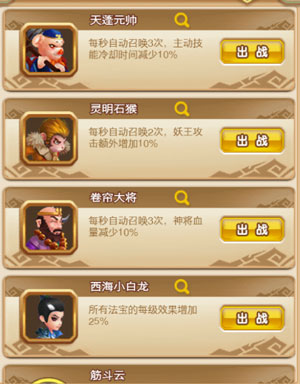 天蓬元帅
每秒自动召唤3次，主动技
能冷却时间减少10%
出战
灵明石猴
每秒自动召唤2次，妖王攻
击额外增加10%
出战
卷帘大将
每秒自动召唤3次，神将血
量减少10%
出战
西海小白龙
所有法宝的每级效果增加
25%
出战
筋斗云